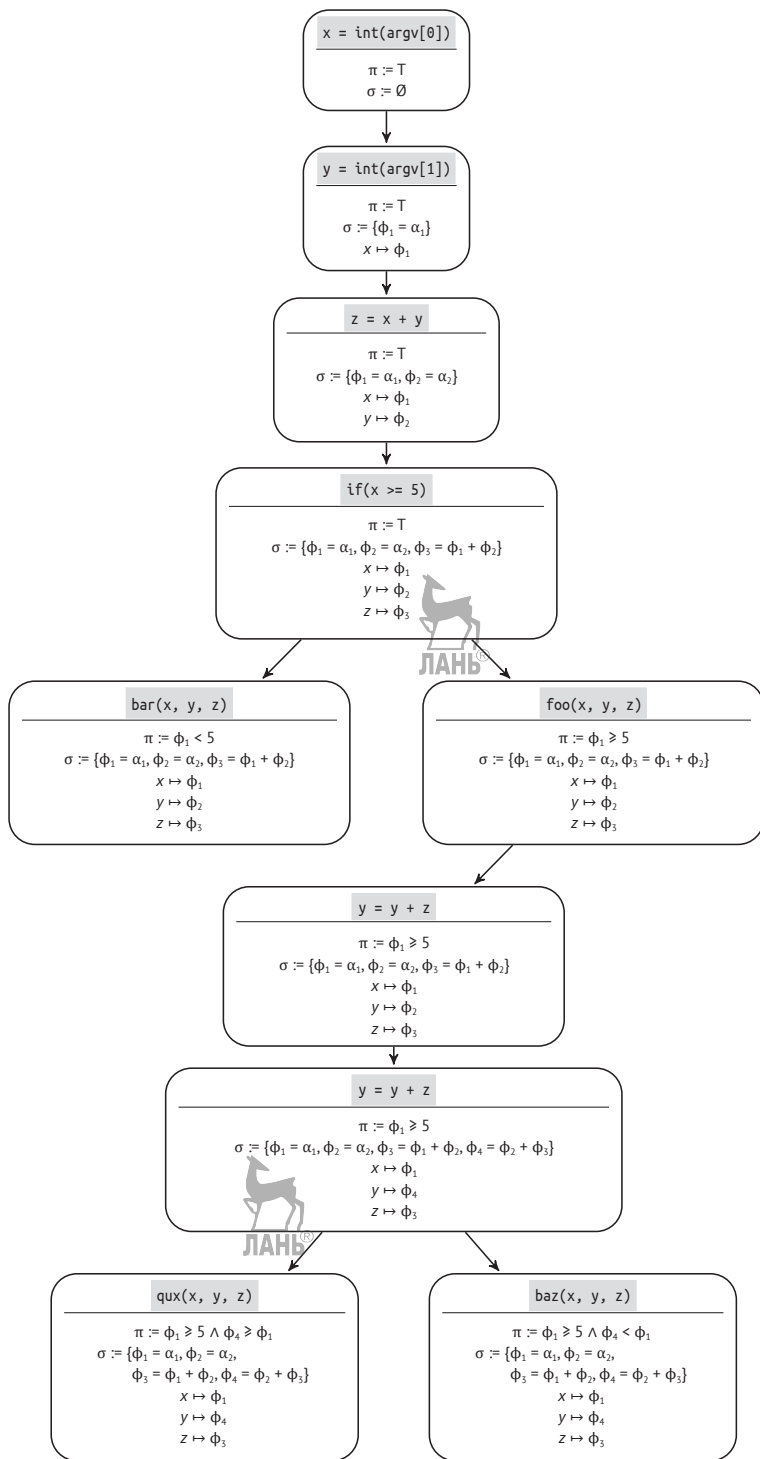 x = int(argv[0])
π := T
σ := Ø
y = int(argv[1])
π := T
σ := {ϕ₁ = α₁}
x ↦ ϕ₁
z = x + y
π := T
σ := {ϕ₁ = α₁, ϕ₂ = α₂}
x ↦ ϕ₁
y ↦ ϕ₂
if(x >= 5)
π := T
σ := {ϕ₁ = α₁, ϕ₂ = α₂, ϕ₃ = ϕ₁ + ϕ₂}
x ↦ ϕ₁
y ↦ ϕ₂
z ↦ ϕ₃
ЛАНЬ®
bar(x, y, z)
π := ϕ₁ < 5
σ := {ϕ₁ = α₁, ϕ₂ = α₂, ϕ₃ = ϕ₁ + ϕ₂}
x ↦ ϕ₁
y ↦ ϕ₂
z ↦ ϕ₃
foo(x, y, z)
π := ϕ₁ ⩾ 5
σ := {ϕ₁ = α₁, ϕ₂ = α₂, ϕ₃ = ϕ₁ + ϕ₂}
x ↦ ϕ₁
y ↦ ϕ₂
z ↦ ϕ₃
y = y + z
π := ϕ₁ ⩾ 5
σ := {ϕ₁ = α₁, ϕ₂ = α₂, ϕ₃ = ϕ₁ + ϕ₂}
x ↦ ϕ₁
y ↦ ϕ₂
z ↦ ϕ₃
y = y + z
π := ϕ₁ ⩾ 5
σ := {ϕ₁ = α₁, ϕ₂ = α₂, ϕ₃ = ϕ₁ + ϕ₂, ϕ₄ = ϕ₂ + ϕ₃}
x ↦ ϕ₁
y ↦ ϕ₄
z ↦ ϕ₃
ЛАНЬ®
qux(x, y, z)
π := ϕ₁ ⩾ 5 ∧ ϕ₄ ⩾ ϕ₁
σ := {ϕ₁ = α₁, ϕ₂ = α₂,
ϕ₃ = ϕ₁ + ϕ₂, ϕ₄ = ϕ₂ + ϕ₃}
x ↦ ϕ₁
y ↦ ϕ₄
z ↦ ϕ₃
baz(x, y, z)
π := ϕ₁ ⩾ 5 ∧ ϕ₄ < ϕ₁
σ := {ϕ₁ = α₁, ϕ₂ = α₂,
ϕ₃ = ϕ₁ + ϕ₂, ϕ₄ = ϕ₂ + ϕ₃}
x ↦ ϕ₁
y ↦ ϕ₄
z ↦ ϕ₃